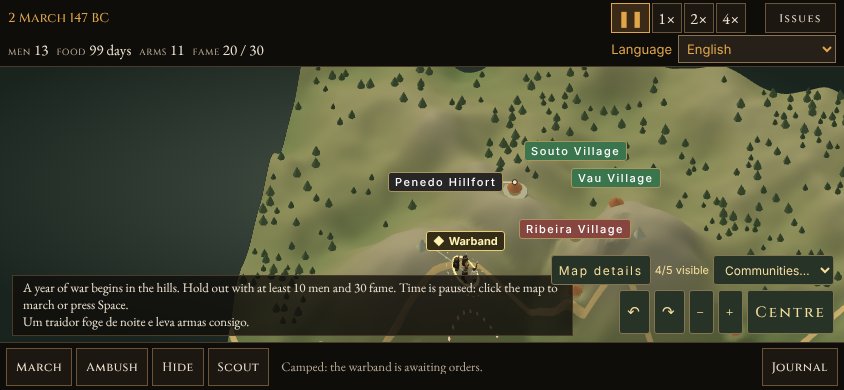 2 March 147 BC
❚❚ 1× 2× 4× Issues
MEN 13 FOOD 99 days ARMS 11 FAME 20 / 30
Language English
Souto Village
Penedo Hillfort
Vau Village
Ribeira Village
◆ Warband
Map details 4/5 visible Communities...
A year of war begins in the hills. Hold out with at least 10 men and 30 fame. Time is paused: click the map to
march or press Space.
Um traidor foge de noite e leva armas consigo.
↶ ↷ − + Centre
March Ambush Hide Scout Camped: the warband is awaiting orders. Journal